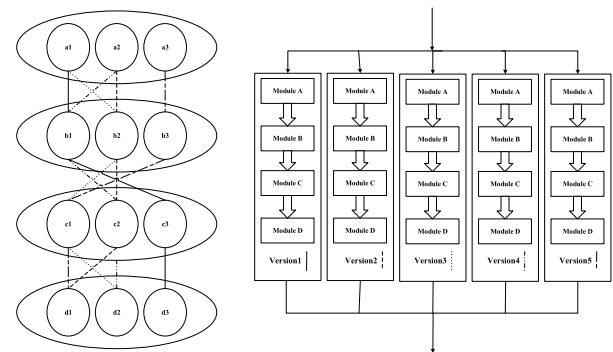 a1 a2 a3
b1 b2 b3
c1 c2 c3
d1 d2 d3
Module A Module A Module A Module A Module A
Module B Module B Module B Module B Module B
Module C Module C Module C Module C Module C
Module D Module D Module D Module D Module D
Version1 Version2 Version3 Version4 Version5